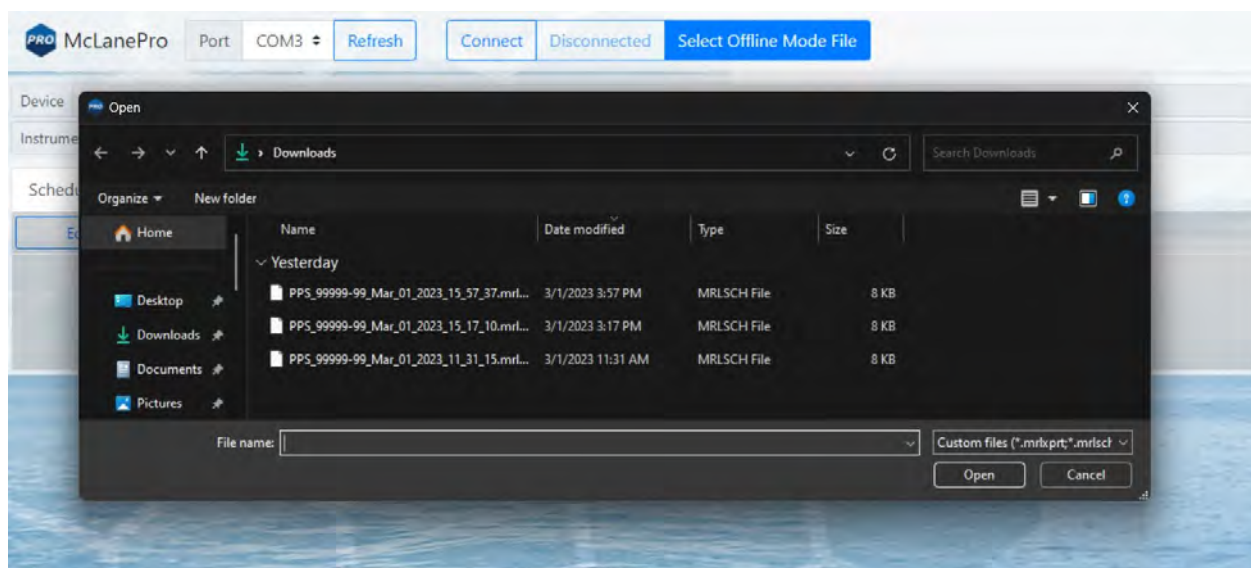 PRO McLanePro Port COM3 Refresh Connect Disconnected Select Offline Mode File
Device
Open
Instrume
Downloads
Search Downloads
Schedu
Organize New folder
Name Date modified Type Size
Home
Yesterday
PPS_99999-99_Mar_01_2023_15_57_37.mrl... 3/1/2023 3:57 PM MRLSCH File 8 KB
Desktop
PPS_99999-99_Mar_01_2023_15_17_10.mrl... 3/1/2023 3:17 PM MRLSCH File 8 KB
Downloads
PPS_99999-99_Mar_01_2023_11_31_15.mrl... 3/1/2023 11:31 AM MRLSCH File 8 KB
Documents
Pictures
File name:
Custom files (*.mrlxprt;*.mrlsch
Open Cancel